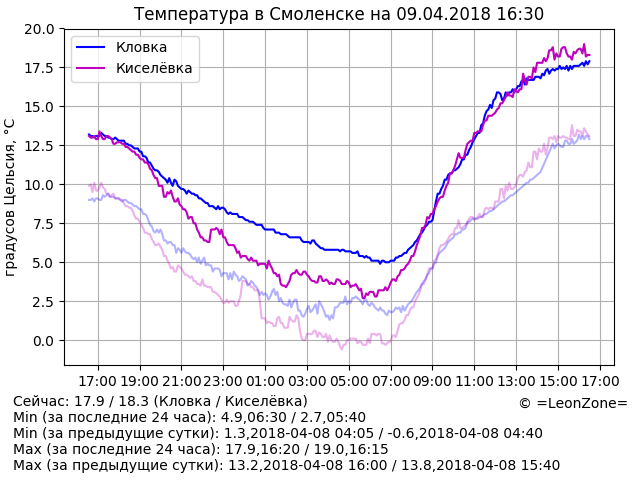 Температура в Смоленске на 09.04.2018 16:30
20.0
17.5
15.0
12.5
10.0
7.5
5.0
2.5
0.0
градусов Цельсия, °C
Кловка
Киселёвка
17:00 19:00 21:00 23:00 01:00 03:00 05:00 07:00 09:00 11:00 13:00 15:00 17:00
Сейчас: 17.9 / 18.3 (Кловка / Киселёвка)
© =LeonZone=
Min (за последние 24 часа): 4.9,06:30 / 2.7,05:40
Min (за предыдущие сутки): 1.3,2018-04-08 04:05 / -0.6,2018-04-08 04:40
Max (за последние 24 часа): 17.9,16:20 / 19.0,16:15
Max (за предыдущие сутки): 13.2,2018-04-08 16:00 / 13.8,2018-04-08 15:40